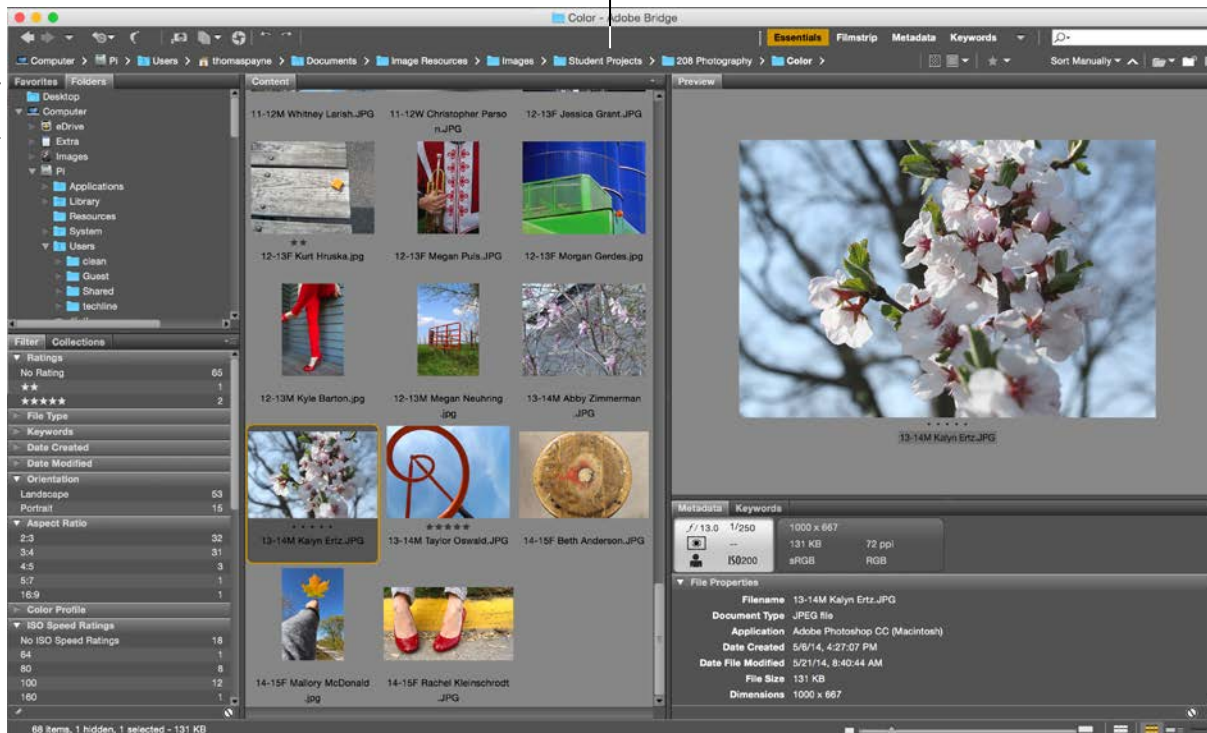 Color - Adobe Bridge
Essentials Filmstrip Metadata Keywords
Computer > Pi > Users > thomaspayne > Documents > Image Resources > Images > Student Projects > 208 Photography > Color >
Sort Manually
Favorites Folders
Desktop
Computer
eDrive
Extra
Images
Pi
Applications
Library
Resources
System
Users
clean
Guest
Shared
techline
Filter Collections
Ratings
No Rating 65
★★ 1
★★★★★ 2
File Type
Keywords
Date Created
Date Modified
Orientation
Landscape 53
Portrait 15
Aspect Ratio
2:3 32
3:4 31
4:5 3
5:7 1
16:9 1
Color Profile
ISO Speed Ratings
No ISO Speed Ratings 18
64 1
80 8
100 12
160 1
68 items, 1 hidden, 1 selected - 131 KB
Content
11-12M Whitney Larish.JPG
11-12W Christopher Parso
n.JPG
12-13F Jessica Grant.JPG
12-13F Kurt Hruska.jpg
12-13F Megan Puls.JPG
12-13F Morgan Gerdes.jpg
12-13M Kyle Barton.jpg
12-13M Megan Neuhring
.jpg
13-14M Abby Zimmerman
.JPG
13-14M Kalyn Ertz.JPG
13-14M Taylor Oswald.JPG
14-15F Beth Anderson.JPG
14-15F Mallory McDonald
.jpg
14-15F Rachel Kleinschrodt
.JPG
Preview
13-14M Kalyn Ertz.JPG
Metadata Keywords
f/13.0 1/250
--
ISO200
1000 x 667
131 KB 72 ppi
sRGB RGB
File Properties
Filename 13-14M Kalyn Ertz.JPG
Document Type JPEG file
Application Adobe Photoshop CC (Macintosh)
Date Created 5/6/14, 4:27:07 PM
Date File Modified 5/21/14, 8:40:44 AM
File Size 131 KB
Dimensions 1000 x 667